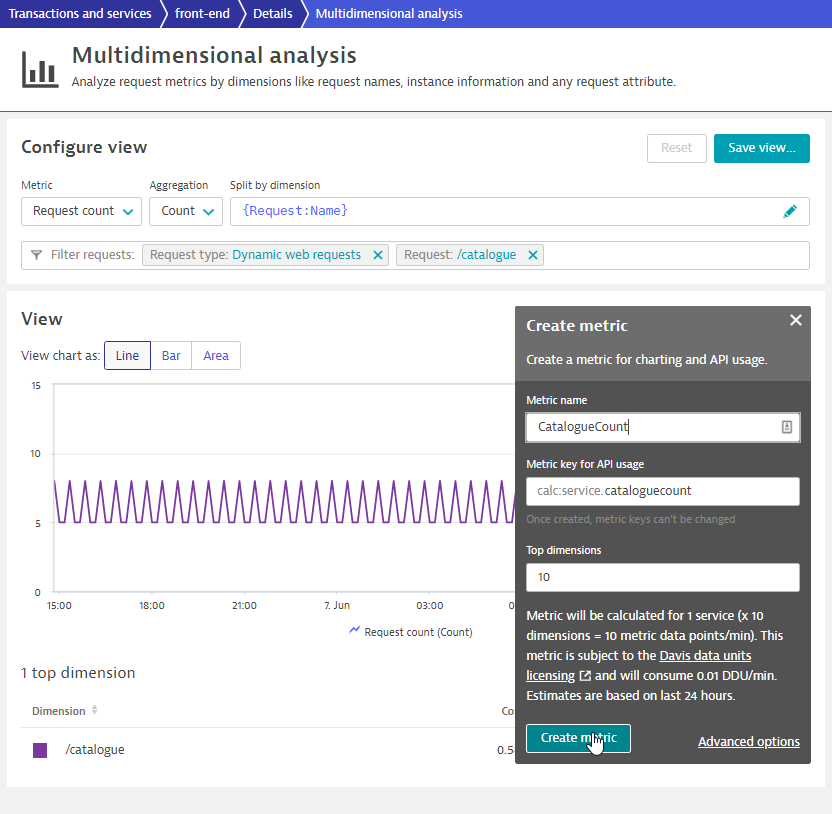 Transactions and services front-end Details Multidimensional analysis
Multidimensional analysis
Analyze request metrics by dimensions like request names, instance information and any request attribute.
Configure view
Reset
Save view...
Metric
Aggregation
Split by dimension
Request count
Count
{Request:Name}
Filter requests:
Request type: Dynamic web requests
Request: /catalogue
View
View chart as:
Line
Bar
Area
15
10
5
0
15:00
18:00
21:00
7. Jun
03:00
Request count (Count)
1 top dimension
Dimension
/catalogue
Create metric
Create a metric for charting and API usage.
Metric name
CatalogueCount
Metric key for API usage
calc:service.cataloguecount
Once created, metric keys can't be changed
Top dimensions
10
Metric will be calculated for 1 service (x 10
dimensions = 10 metric data points/min). This
metric is subject to the Davis data units
licensing and will consume 0.01 DDU/min.
Estimates are based on last 24 hours.
Create metric
Advanced options